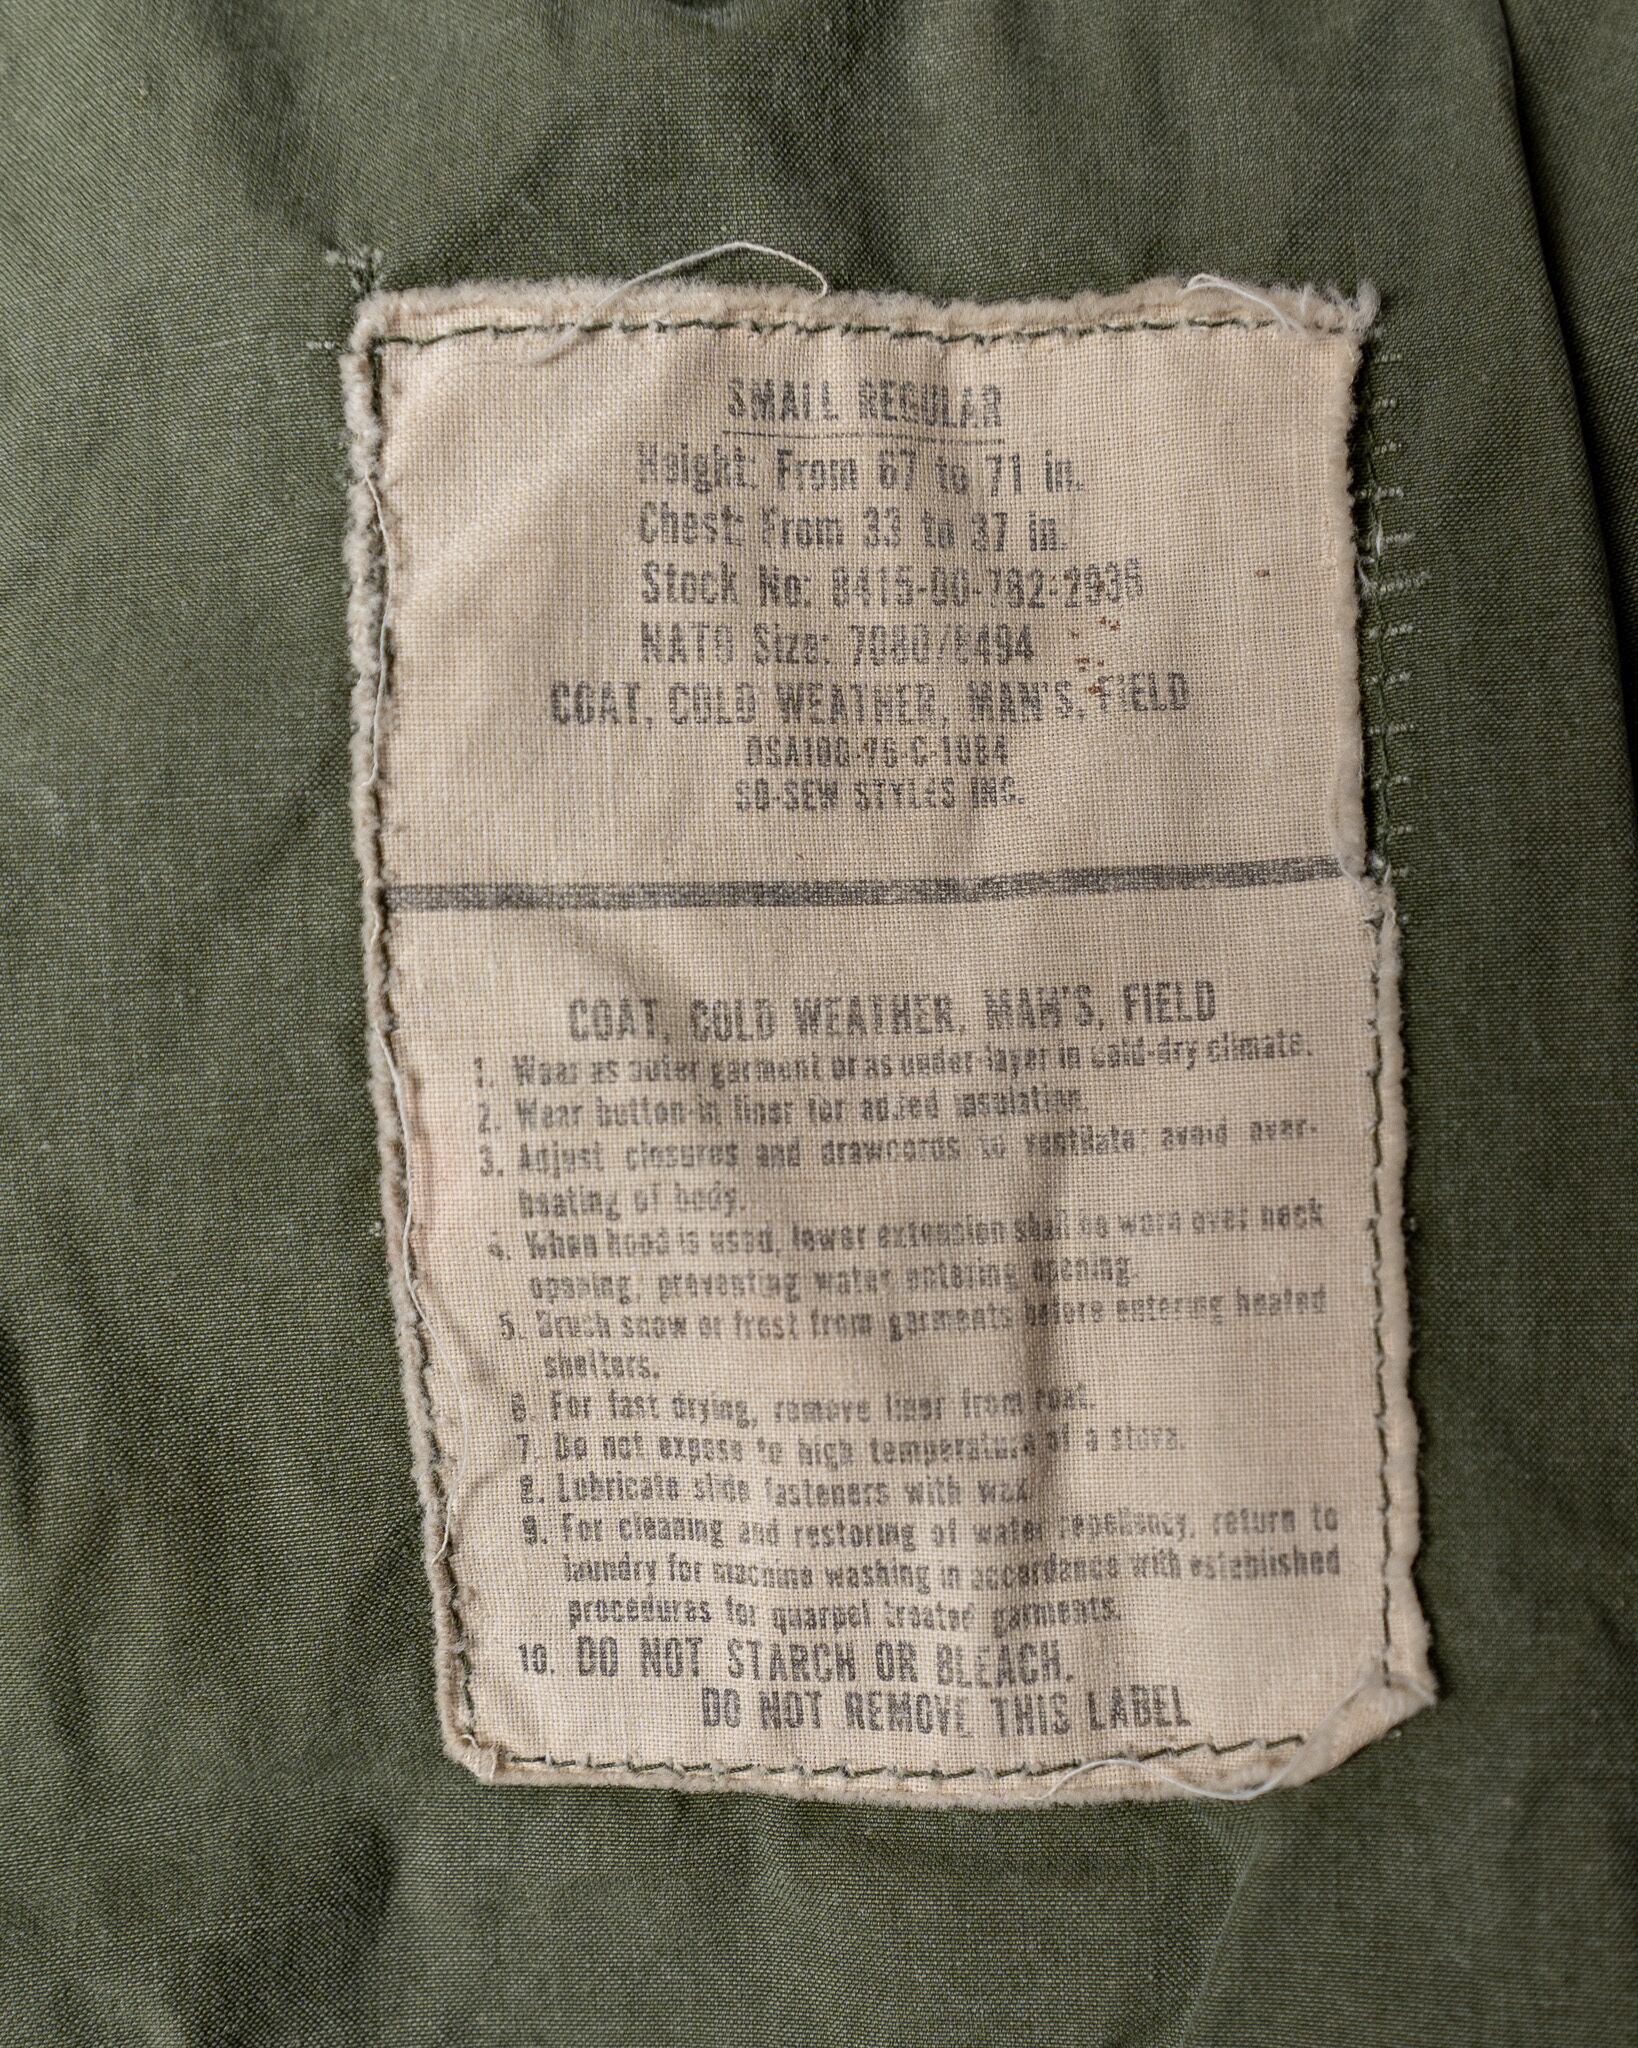 SMALL REGULAR
Height: From 67 to 71 in.
Chest: From 33 to 37 in.
Stock No: 8415-00-782-2936
NATO Size: 7080/8494
COAT, COLD WEATHER, MAN'S, FIELD
DSA100-76-C-1084
SO-SEW STYLES INC.
COAT, COLD WEATHER, MAN'S, FIELD
1. Wear as outer garment or as under-layer in cold-dry climate.
2. Wear button-in liner for added insulation.
3. Adjust closures and drawcords to ventilate; avoid over-
heating of body.
4. When hood is used, lower extension shall be worn over neck
opening, preventing water entering opening.
5. Brush snow or frost from garments before entering heated
shelters.
6. For fast drying, remove liner from coat.
7. Do not expose to high temperature of a stove.
8. Lubricate slide fasteners with wax
9. For cleaning and restoring of water repellency, return to
laundry for machine washing in accordance with established
procedures for quarpel treated garments.
10. DO NOT STARCH OR BLEACH.
DO NOT REMOVE THIS LABEL